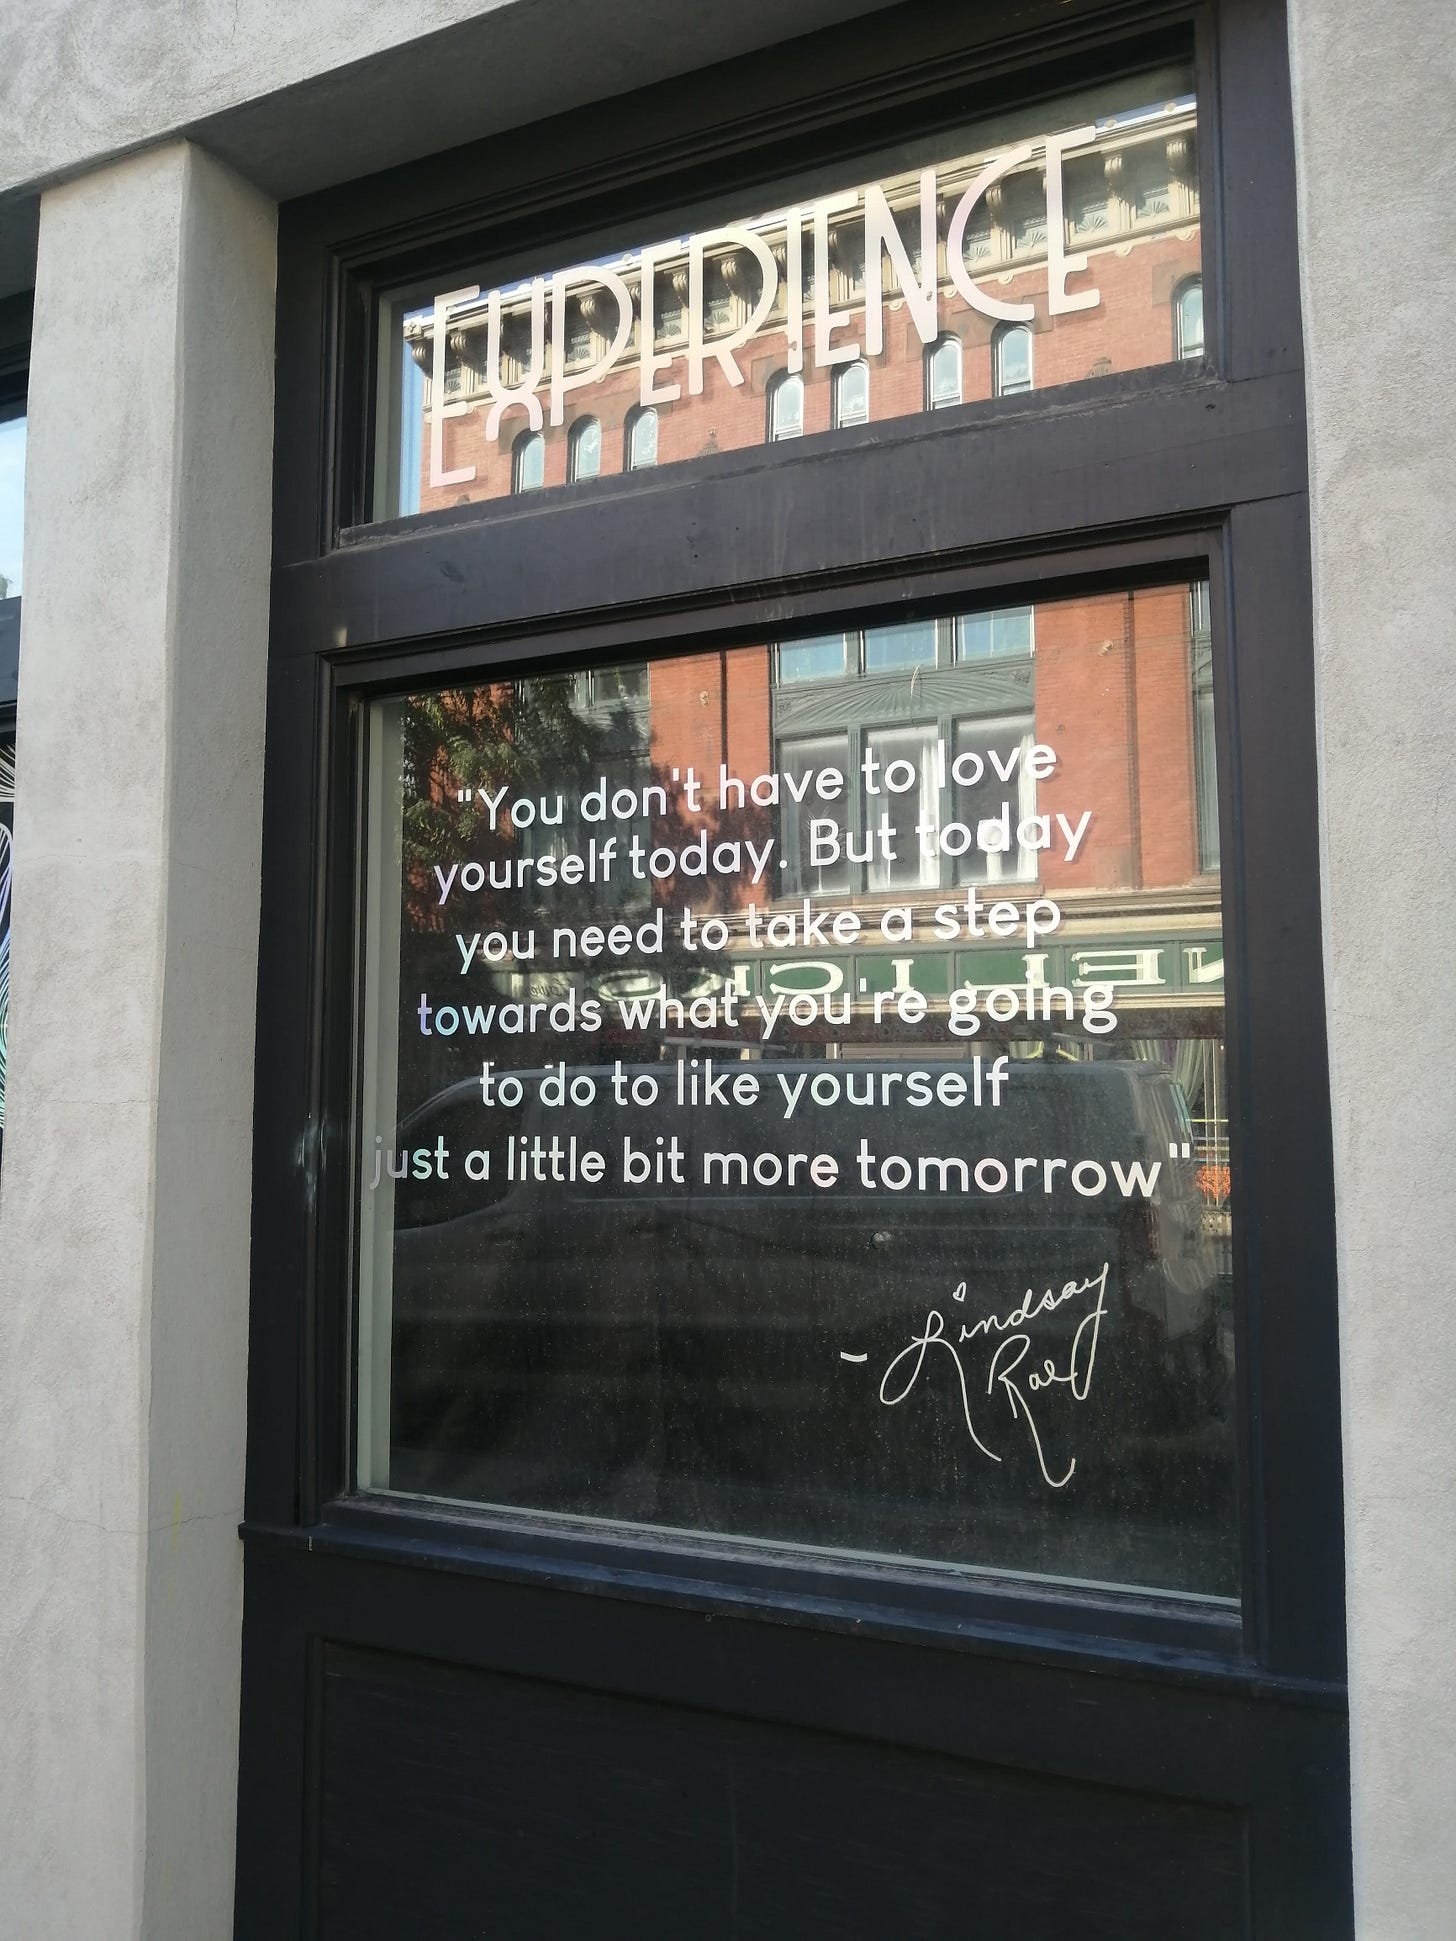 EXPERIENCE
"You don't have to love
yourself today. But today
you need to take a step
towards what you're going
to do to like yourself
just a little bit more tomorrow"
- Lindsay
Rae